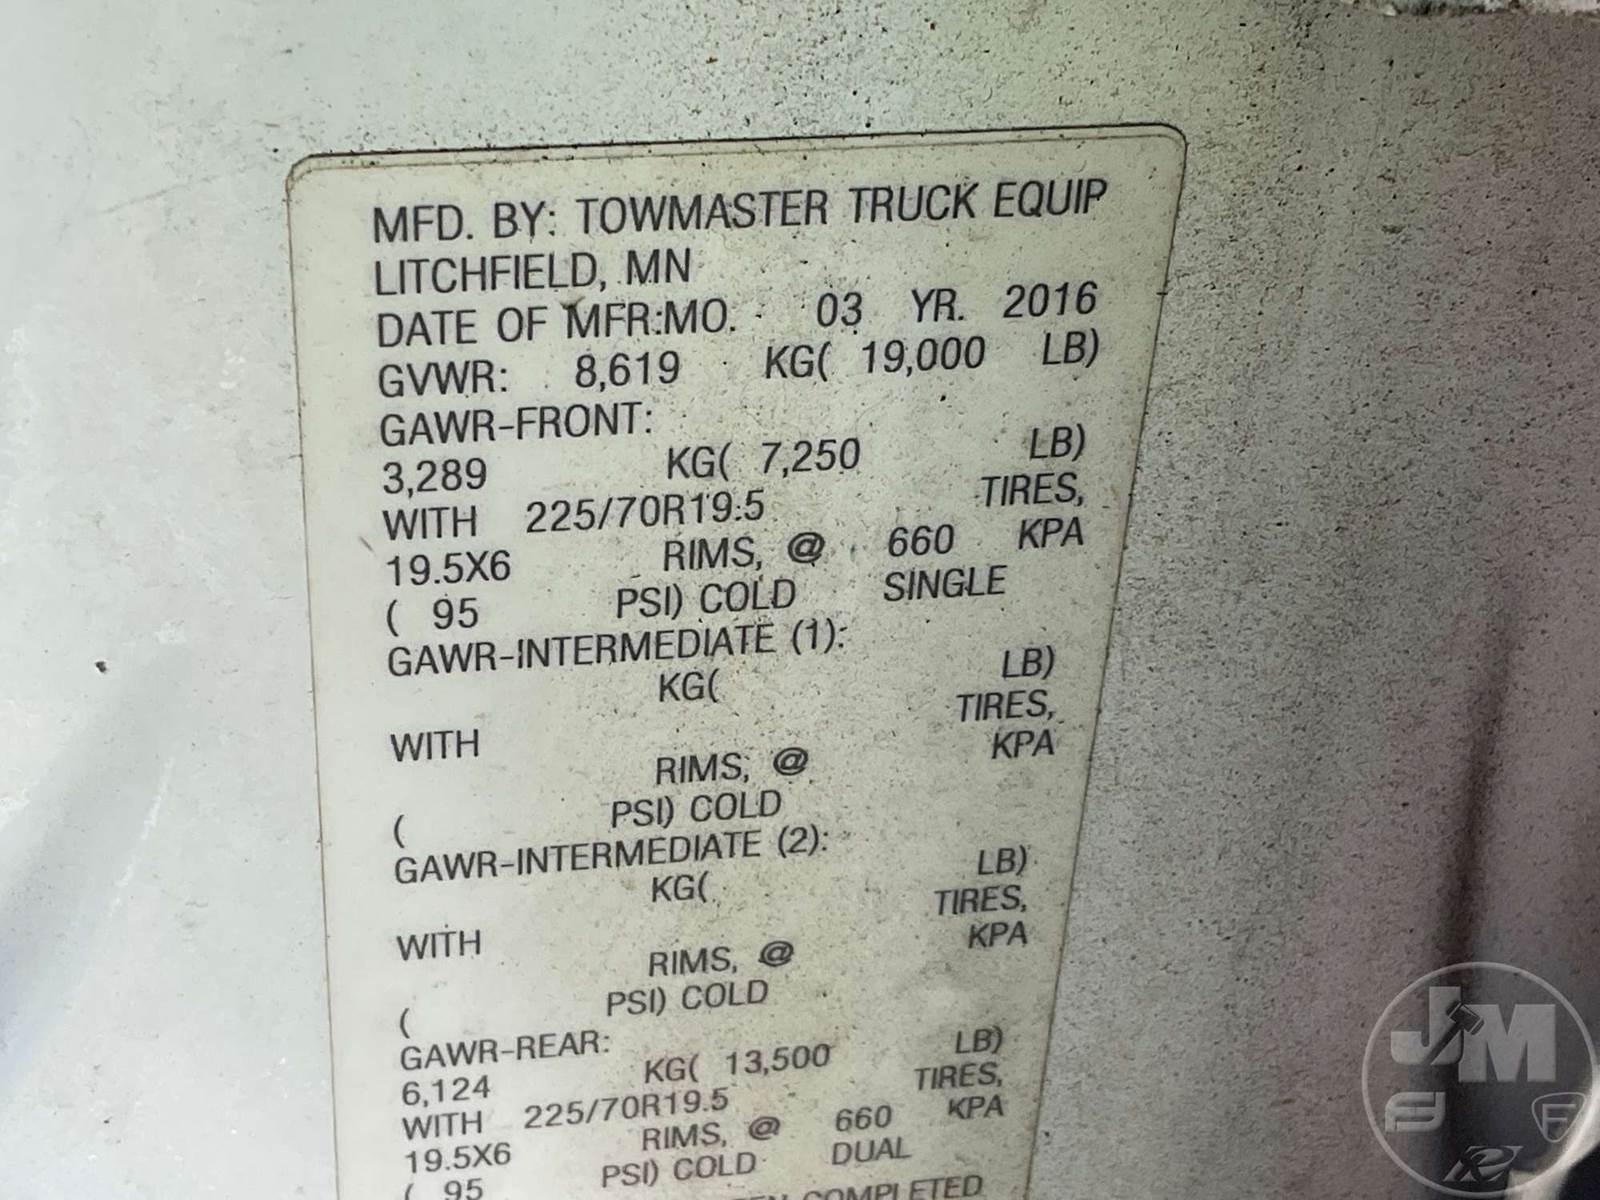 MFD. BY: TOWMASTER TRUCK EQUIP
LITCHFIELD, MN
DATE OF MFR:MO. 03 YR. 2016
GVWR: 8,619 KG( 19,000 LB)
GAWR-FRONT:
3,289 KG( 7,250 LB)
WITH 225/70R19.5 TIRES,
19.5X6 RIMS, @ 660 KPA
( 95 PSI) COLD SINGLE
GAWR-INTERMEDIATE (1):
KG( LB)
WITH TIRES,
RIMS, @ KPA
( PSI) COLD
GAWR-INTERMEDIATE (2):
KG( LB)
WITH TIRES,
RIMS, @ KPA
( PSI) COLD
GAWR-REAR:
6,124 KG( 13,500 LB)
WITH 225/70R19.5 TIRES,
19.5X6 RIMS, @ 660 KPA
( 95 PSI) COLD DUAL
COMPLETED
JM